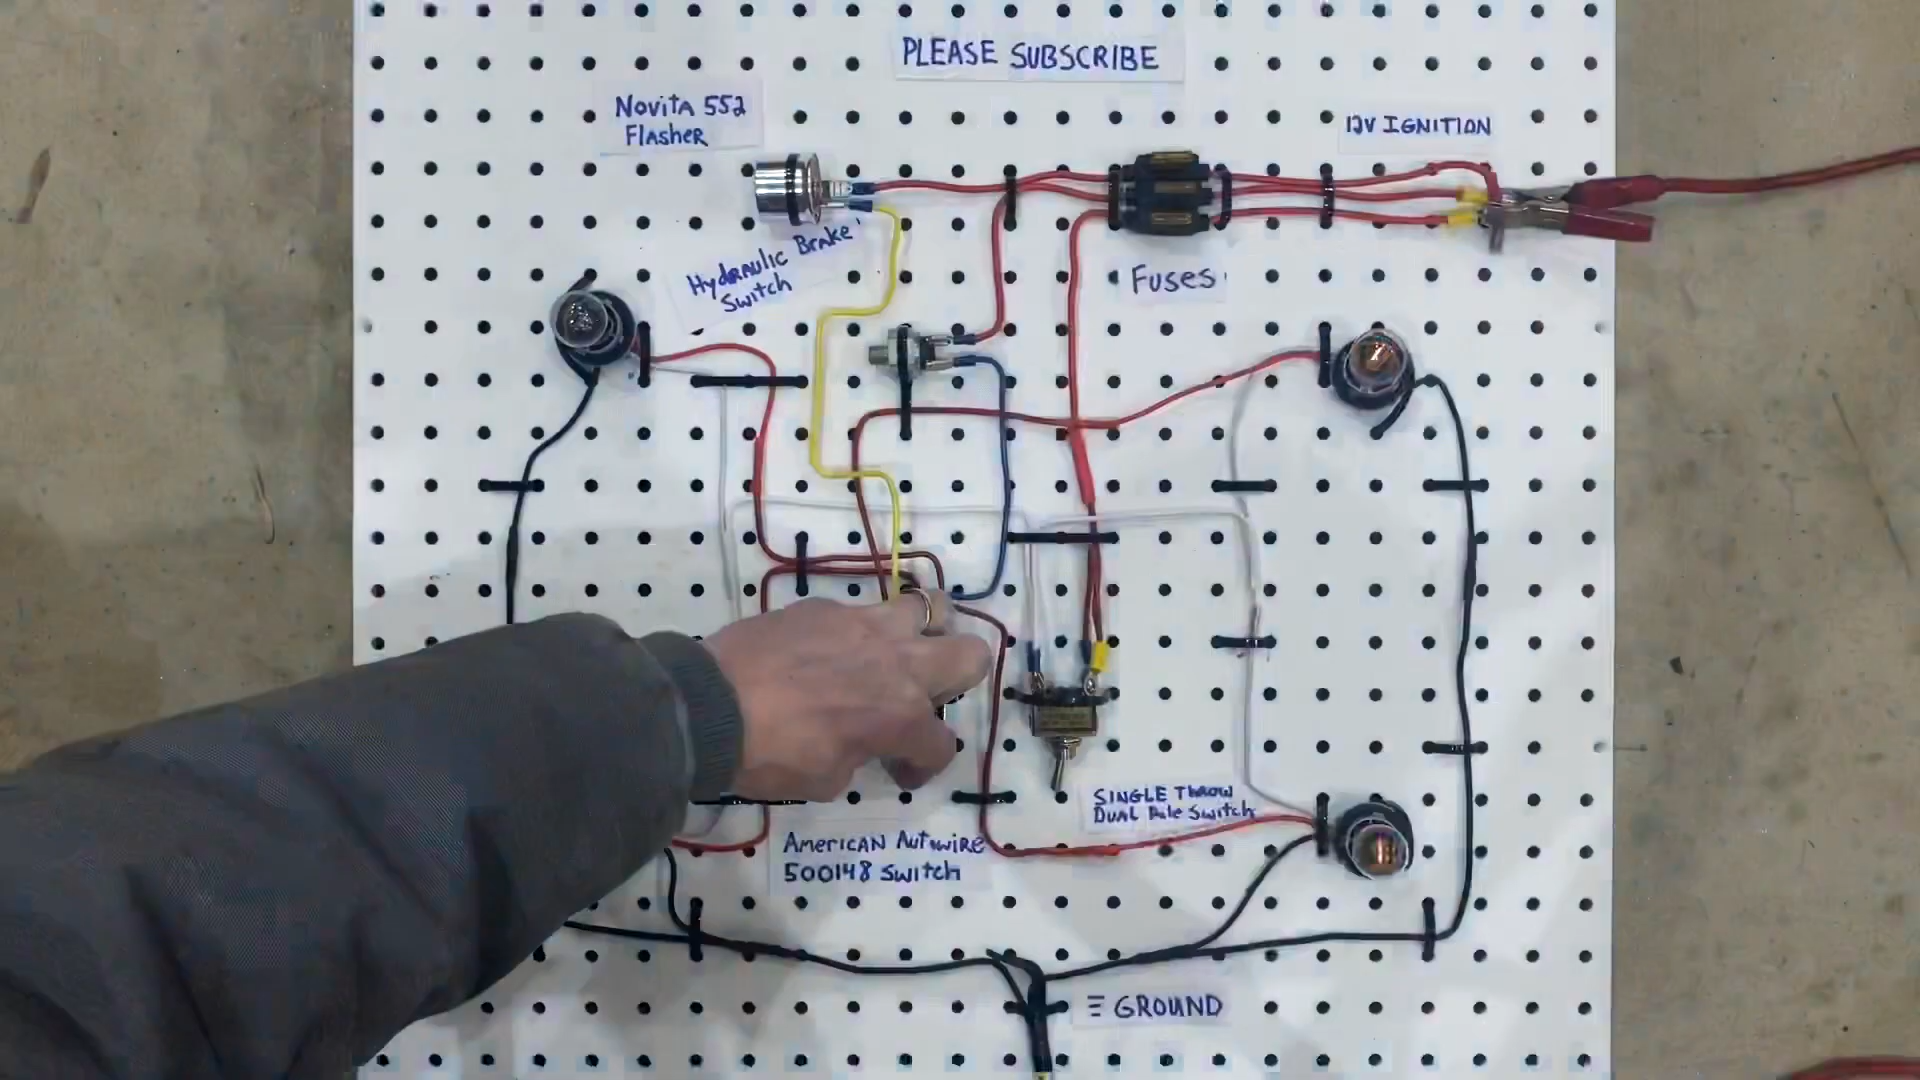 PLEASE SUBSCRIBE
Novita 552
Flasher
12V IGNITION
Hydraulic Brake
Switch
Fuses
SINGLE Throw
Dual Pole Switch
American Autowire
500148 Switch
GROUND